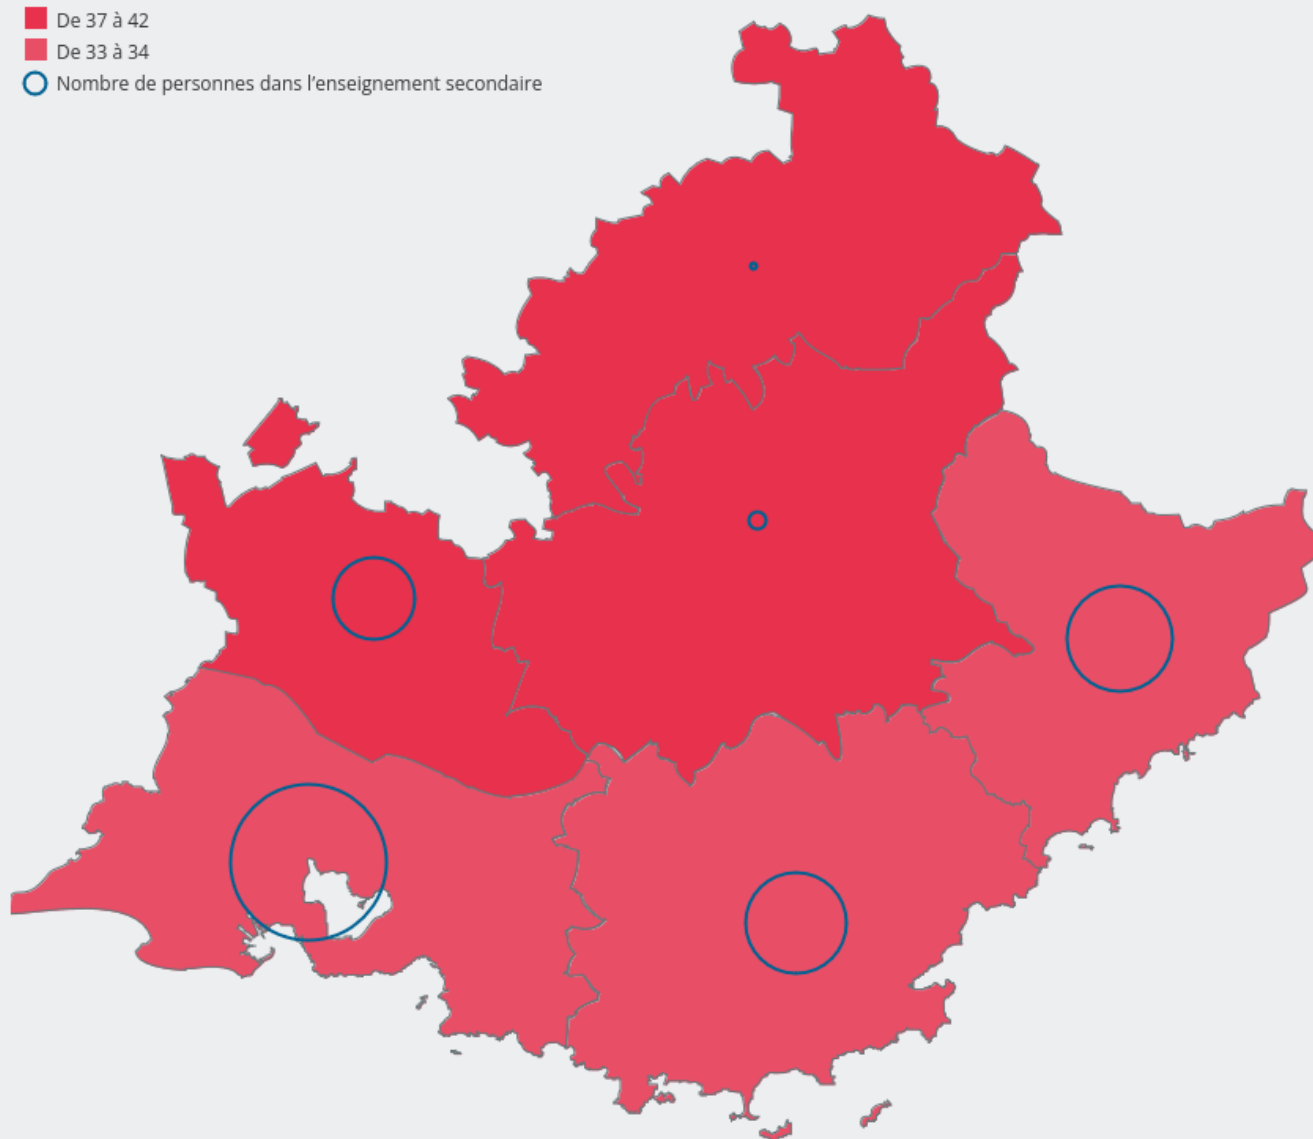 De 37 à 42
De 33 à 34
Nombre de personnes dans l’enseignement secondaire